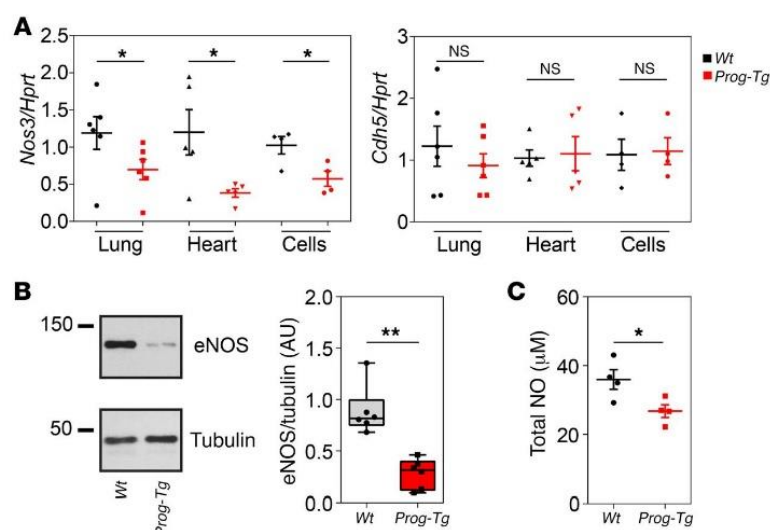 A
Nos3/Hprt
2.5
2.0
1.5
1.0
0.5
0.0
* * *
Lung Heart Cells
Cdh5/Hprt
3
2
1
0
NS NS NS
Lung Heart Cells
Wt
Prog-Tg
B
150
eNOS
50
Tubulin
Wt Prog-Tg
eNOS/tubulin (AU)
2.0
1.5
1.0
0.5
0.0
**
Wt Prog-Tg
C
Total NO (μM)
60
40
20
0
*
Wt Prog-Tg